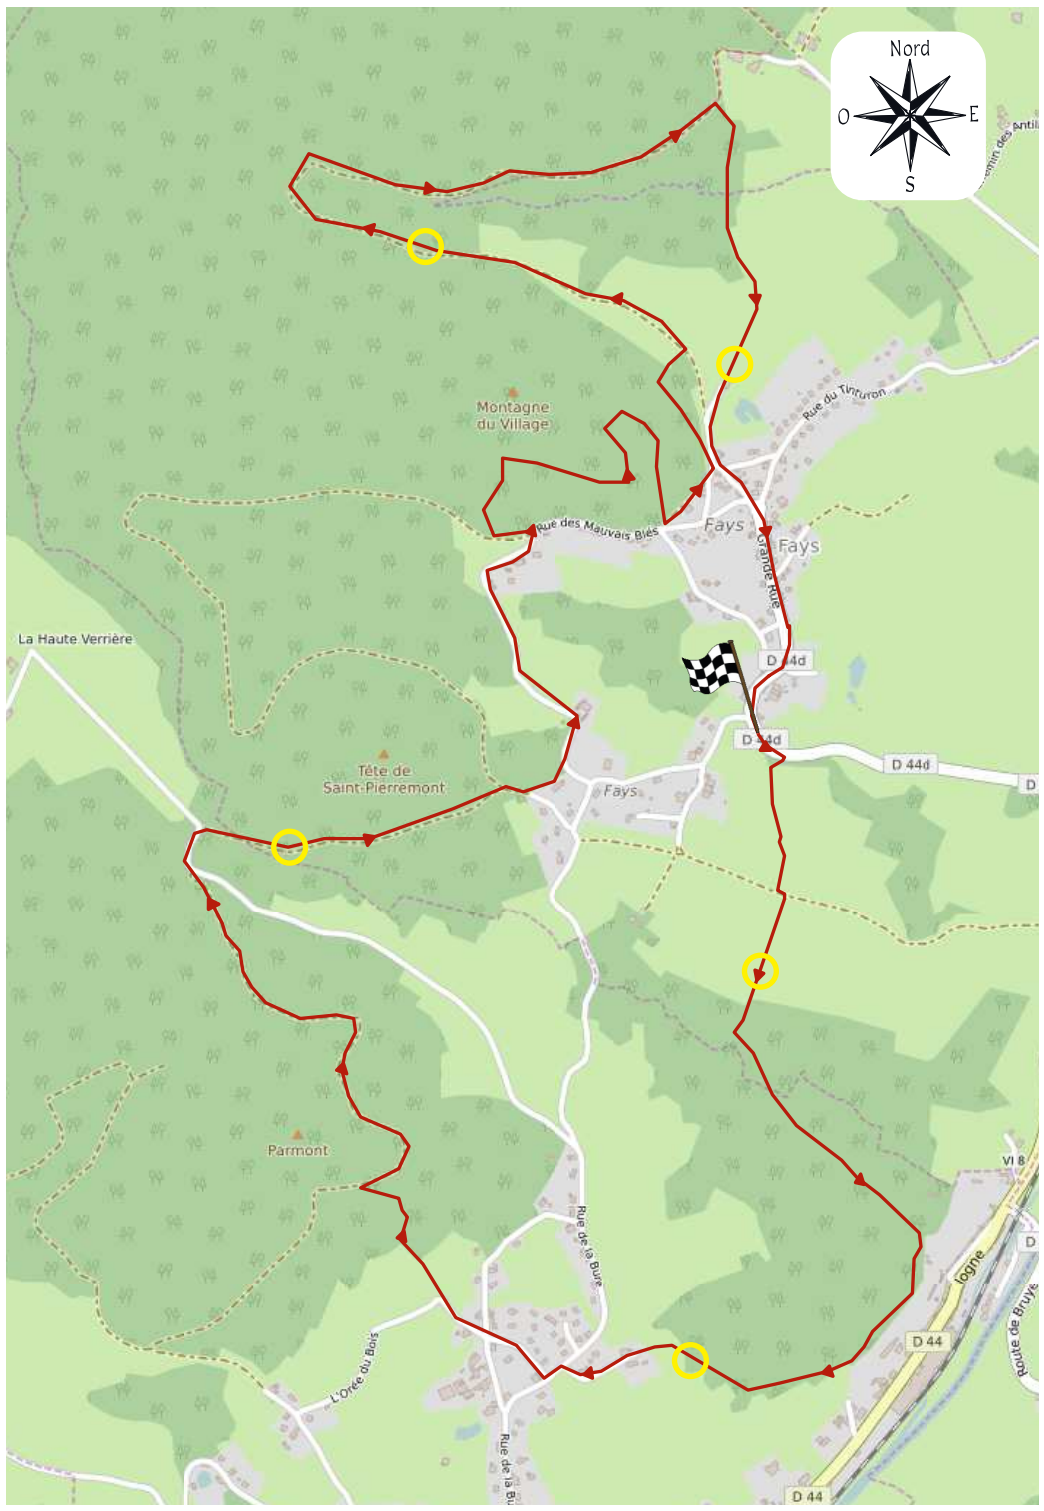 Nord
O
E
S
Rue du Tinturon
Montagne
du Village
Rue des Mauvais Blés
Fays
Fays
Grande Rue
La Haute Verrière
D 44d
D 44d
D 44d
D
Tête de
Saint-Pierremont
Fays
Parmont
VI 8
D
Rue de la Bure
logne
Route de Bruyè
D 44
L'Orée du Bois
Rue de la Bu
D 44